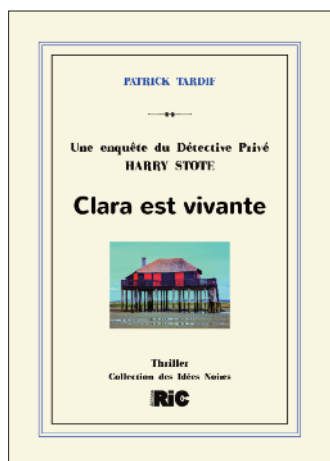 PATRICK TARDIF
Une enquête du Détective Privé
HARRY STOTE
Clara est vivante
Thriller
Collection des Idées Noires
RiC